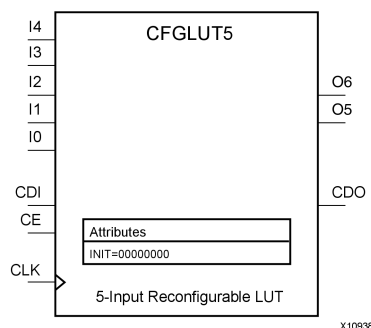 CFGLUT5
I4
I3
I2
I1
I0
CDI
CE
CLK
O6
O5
CDO
Attributes
INIT=00000000
5-Input Reconfigurable LUT
X10938